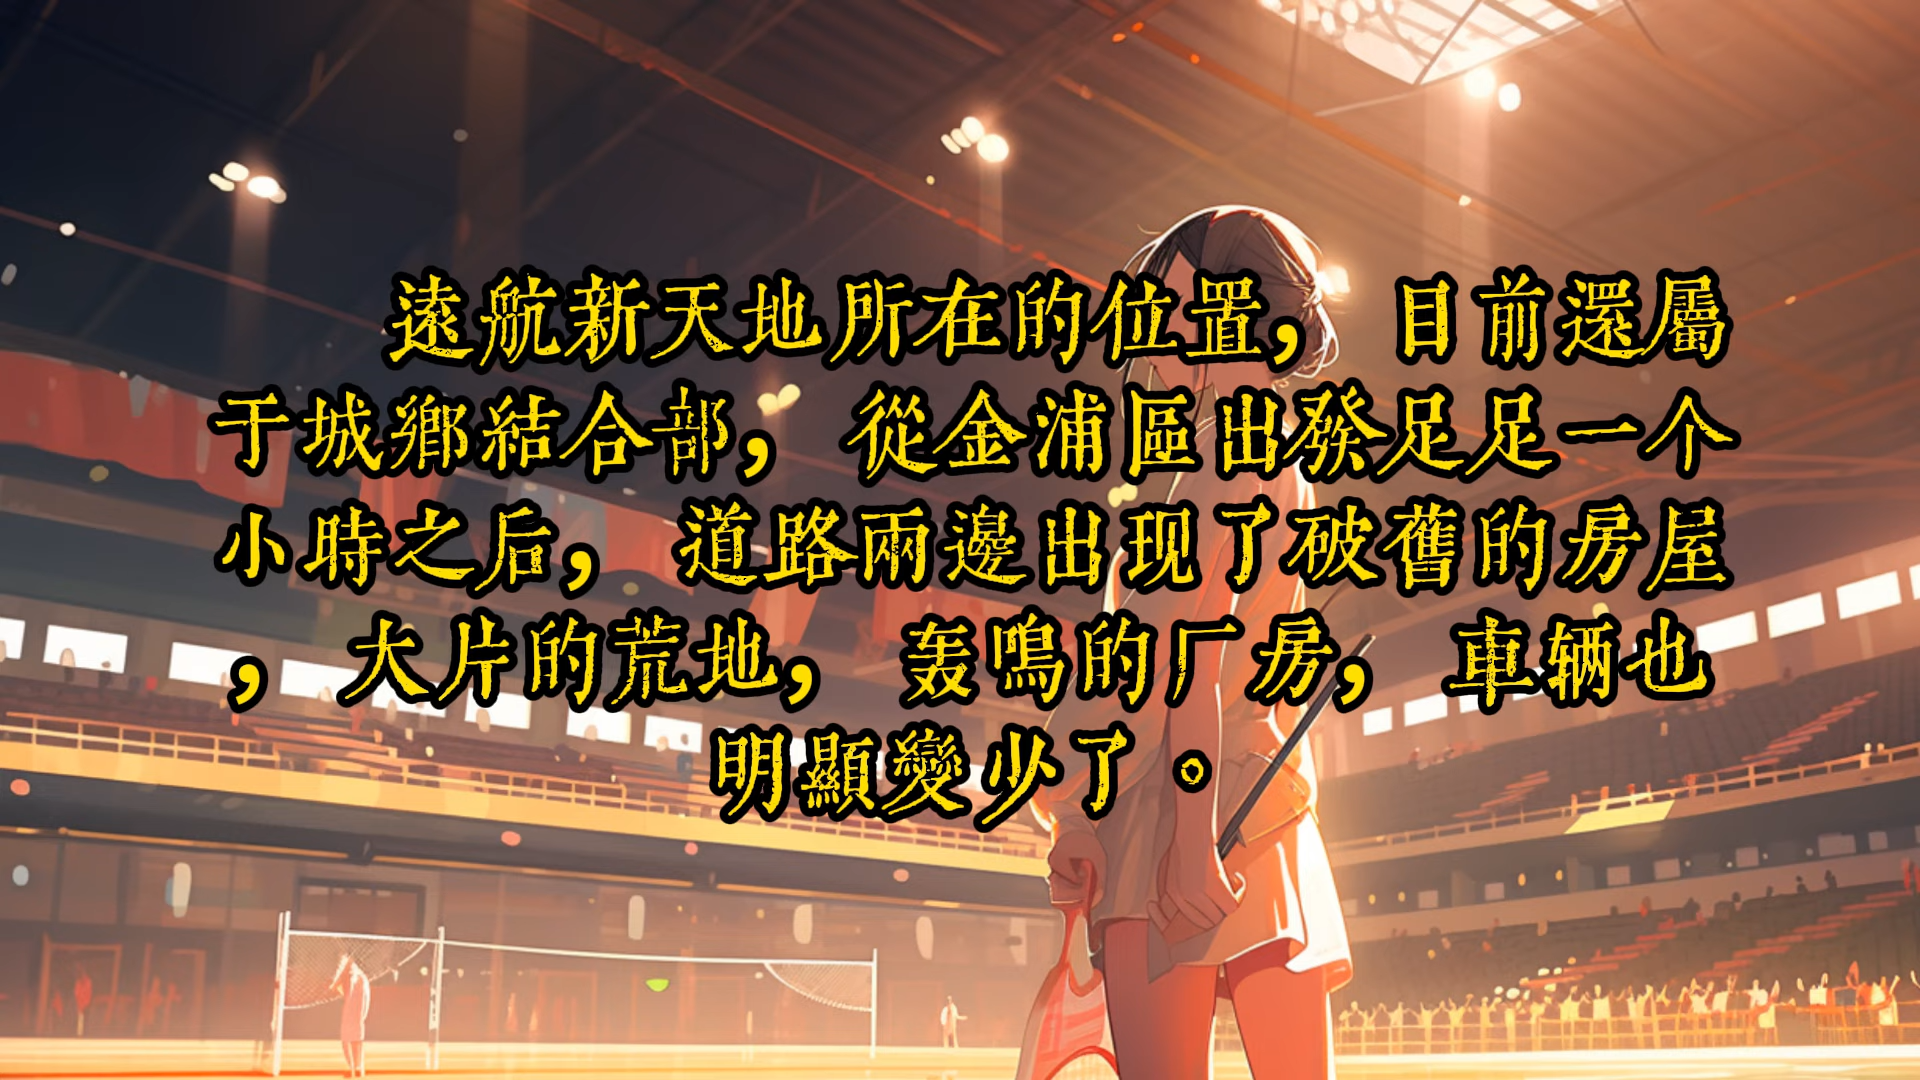 遠航新天地所在的位置，目前還屬
于城鄉結合部，從金浦區出發足足一个
小時之后，道路兩邊出现了破舊的房屋
，大片的荒地，轰鳴的厂房，車辆也
明顯變少了。